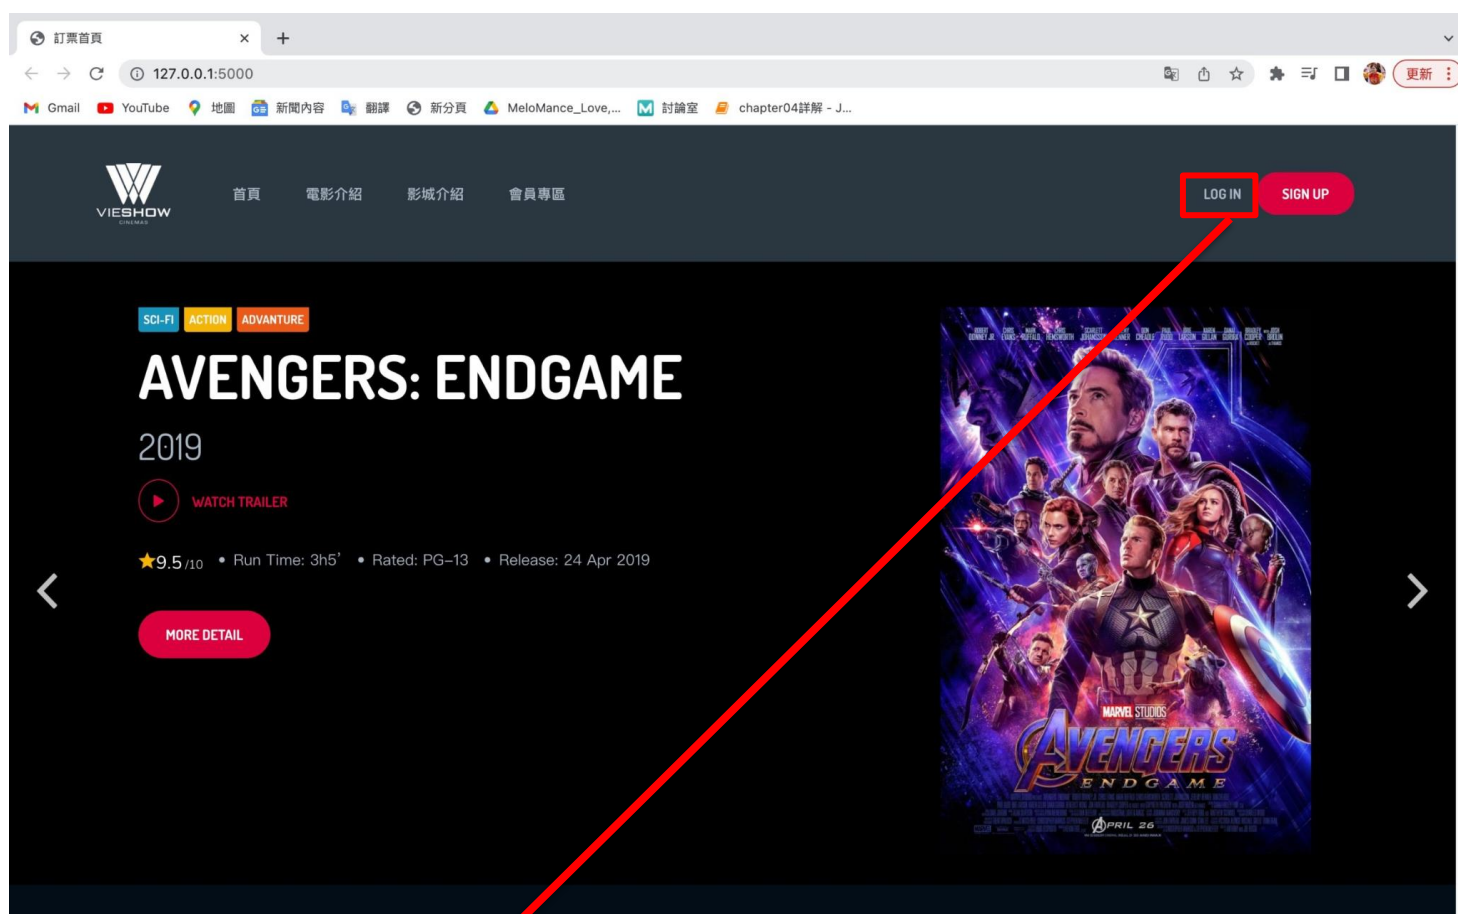 訂票首頁
127.0.0.1:5000
更新
Gmail YouTube 地圖 新聞內容 翻譯 新分頁 MeloMance_Love,... 討論室 chapter04詳解 - J...
VIESHOW
CINEMAS
首頁 電影介紹 影城介紹 會員專區
LOG IN SIGN UP
SCI-FI ACTION ADVANTURE
AVENGERS: ENDGAME
2019
WATCH TRAILER
9.5 /10 • Run Time: 3h5’ • Rated: PG-13 • Release: 24 Apr 2019
MORE DETAIL
MARVEL STUDIOS
AVENGERS
ENDGAME
APRIL 26